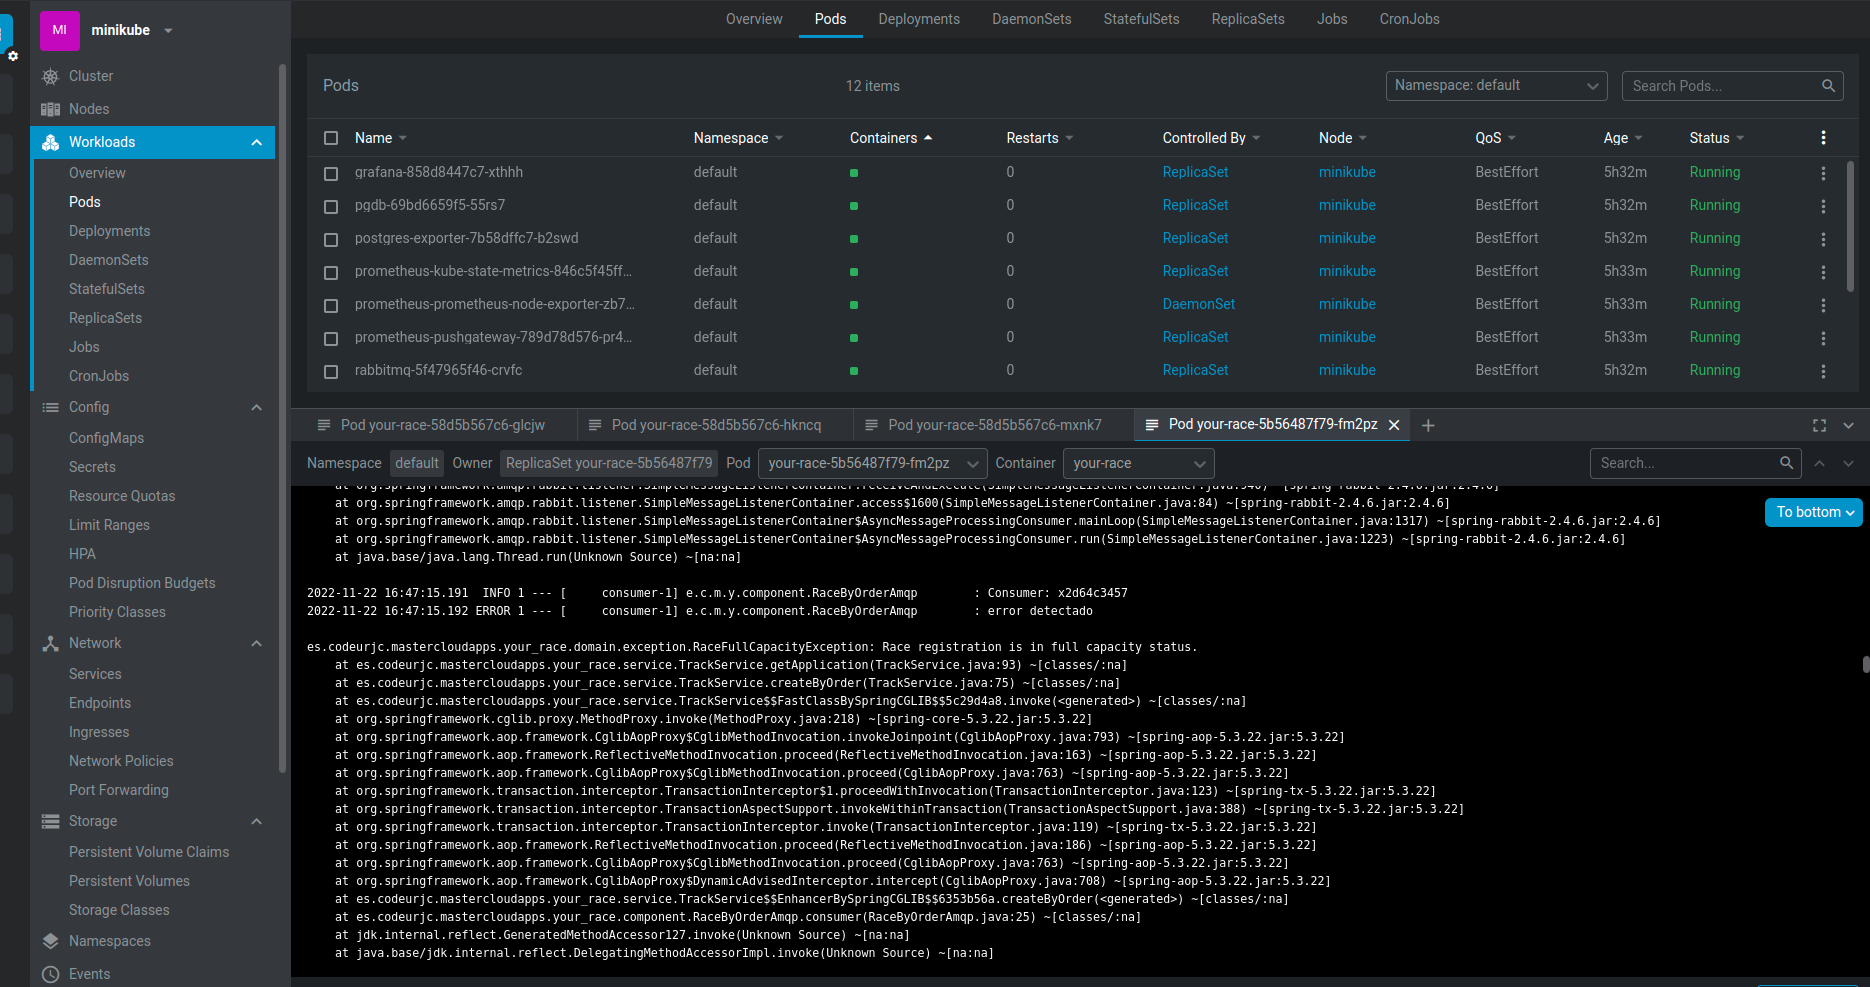 MI
minikube
Cluster
Nodes
Workloads
Overview
Pods
Deployments
DaemonSets
StatefulSets
ReplicaSets
Jobs
CronJobs
Config
ConfigMaps
Secrets
Resource Quotas
Limit Ranges
HPA
Pod Disruption Budgets
Priority Classes
Network
Services
Endpoints
Ingresses
Network Policies
Port Forwarding
Storage
Persistent Volume Claims
Persistent Volumes
Storage Classes
Namespaces
Events
Overview Pods Deployments DaemonSets StatefulSets ReplicaSets Jobs CronJobs
Pods 12 items Namespace: default Search Pods...
Name Namespace Containers Restarts Controlled By Node QoS Age Status
grafana-858d8447c7-xthhh default 0 ReplicaSet minikube BestEffort 5h32m Running
pgdb-69bd6659f5-55rs7 default 0 ReplicaSet minikube BestEffort 5h32m Running
postgres-exporter-7b58dffc7-b2swd default 0 ReplicaSet minikube BestEffort 5h32m Running
prometheus-kube-state-metrics-846c5f45ff... default 0 ReplicaSet minikube BestEffort 5h33m Running
prometheus-prometheus-node-exporter-zb7... default 0 DaemonSet minikube BestEffort 5h33m Running
prometheus-pushgateway-789d78d576-pr4... default 0 ReplicaSet minikube BestEffort 5h33m Running
rabbitmq-5f47965f46-crvfc default 0 ReplicaSet minikube BestEffort 5h32m Running
Pod your-race-58d5b567c6-glcjw Pod your-race-58d5b567c6-hkncq Pod your-race-58d5b567c6-mxnk7 Pod your-race-5b56487f79-fm2pz
Namespace default Owner ReplicaSet your-race-5b56487f79 Pod your-race-5b56487f79-fm2pz Container your-race Search...
To bottom
at org.springframework.amqp.rabbit.listener.SimpleMessageListenerContainer.receiveAndExecute(SimpleMessageListenerContainer.java:946) ~[spring-rabbit-2.4.6.jar:2.4.6]
at org.springframework.amqp.rabbit.listener.SimpleMessageListenerContainer.access$1600(SimpleMessageListenerContainer.java:84) ~[spring-rabbit-2.4.6.jar:2.4.6]
at org.springframework.amqp.rabbit.listener.SimpleMessageListenerContainer$AsyncMessageProcessingConsumer.mainLoop(SimpleMessageListenerContainer.java:1317) ~[spring-rabbit-2.4.6.jar:2.4.6]
at org.springframework.amqp.rabbit.listener.SimpleMessageListenerContainer$AsyncMessageProcessingConsumer.run(SimpleMessageListenerContainer.java:1223) ~[spring-rabbit-2.4.6.jar:2.4.6]
at java.base/java.lang.Thread.run(Unknown Source) ~[na:na]
2022-11-22 16:47:15.191  INFO 1 --- [     consumer-1] e.c.m.y.component.RaceByOrderAmqp        : Consumer: x2d64c3457
2022-11-22 16:47:15.192 ERROR 1 --- [     consumer-1] e.c.m.y.component.RaceByOrderAmqp        : error detectado
es.codeurjc.mastercloudapps.your_race.domain.exception.RaceFullCapacityException: Race registration is in full capacity status.
at es.codeurjc.mastercloudapps.your_race.service.TrackService.getApplication(TrackService.java:93) ~[classes/:na]
at es.codeurjc.mastercloudapps.your_race.service.TrackService.createByOrder(TrackService.java:75) ~[classes/:na]
at es.codeurjc.mastercloudapps.your_race.service.TrackService$$FastClassBySpringCGLIB$$5c29d4a8.invoke(<generated>) ~[classes/:na]
at org.springframework.cglib.proxy.MethodProxy.invoke(MethodProxy.java:218) ~[spring-core-5.3.22.jar:5.3.22]
at org.springframework.aop.framework.CglibAopProxy$CglibMethodInvocation.invokeJoinpoint(CglibAopProxy.java:793) ~[spring-aop-5.3.22.jar:5.3.22]
at org.springframework.aop.framework.ReflectiveMethodInvocation.proceed(ReflectiveMethodInvocation.java:163) ~[spring-aop-5.3.22.jar:5.3.22]
at org.springframework.aop.framework.CglibAopProxy$CglibMethodInvocation.proceed(CglibAopProxy.java:763) ~[spring-aop-5.3.22.jar:5.3.22]
at org.springframework.transaction.interceptor.TransactionInterceptor$1.proceedWithInvocation(TransactionInterceptor.java:123) ~[spring-tx-5.3.22.jar:5.3.22]
at org.springframework.transaction.interceptor.TransactionAspectSupport.invokeWithinTransaction(TransactionAspectSupport.java:388) ~[spring-tx-5.3.22.jar:5.3.22]
at org.springframework.transaction.interceptor.TransactionInterceptor.invoke(TransactionInterceptor.java:119) ~[spring-tx-5.3.22.jar:5.3.22]
at org.springframework.aop.framework.ReflectiveMethodInvocation.proceed(ReflectiveMethodInvocation.java:186) ~[spring-aop-5.3.22.jar:5.3.22]
at org.springframework.aop.framework.CglibAopProxy$CglibMethodInvocation.proceed(CglibAopProxy.java:763) ~[spring-aop-5.3.22.jar:5.3.22]
at org.springframework.aop.framework.CglibAopProxy$DynamicAdvisedInterceptor.intercept(CglibAopProxy.java:708) ~[spring-aop-5.3.22.jar:5.3.22]
at es.codeurjc.mastercloudapps.your_race.service.TrackService$$EnhancerBySpringCGLIB$$6353b56a.createByOrder(<generated>) ~[classes/:na]
at es.codeurjc.mastercloudapps.your_race.component.RaceByOrderAmqp.consumer(RaceByOrderAmqp.java:25) ~[classes/:na]
at jdk.internal.reflect.GeneratedMethodAccessor127.invoke(Unknown Source) ~[na:na]
at java.base/jdk.internal.reflect.DelegatingMethodAccessorImpl.invoke(Unknown Source) ~[na:na]